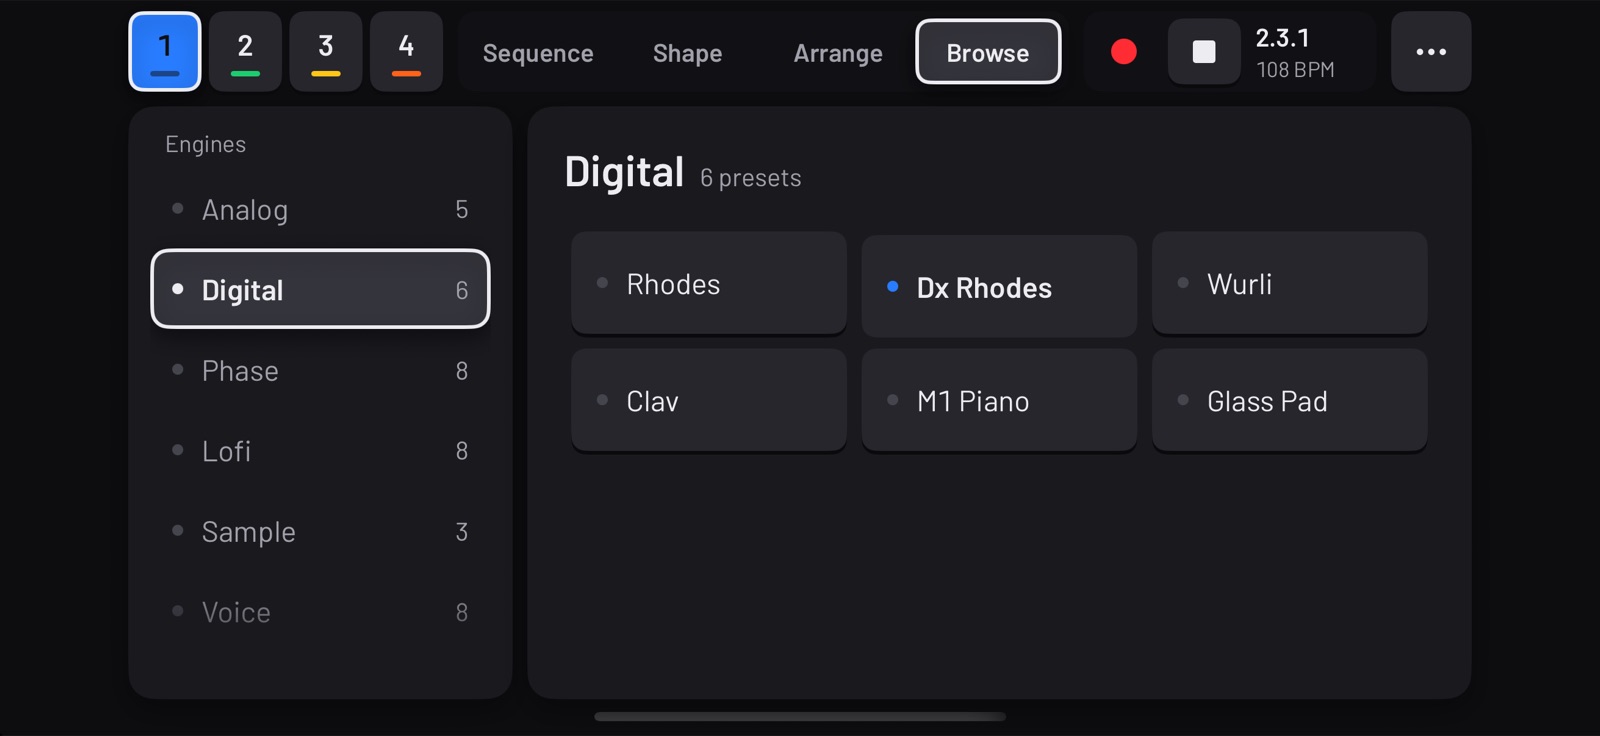 1
2
3
4
Sequence
Shape
Arrange
Browse
2.3.1
108 BPM
Engines
Analog 5
Digital 6
Phase 8
Lofi 8
Sample 3
Voice 8
Digital 6 presets
Rhodes
Dx Rhodes
Wurli
Clav
M1 Piano
Glass Pad